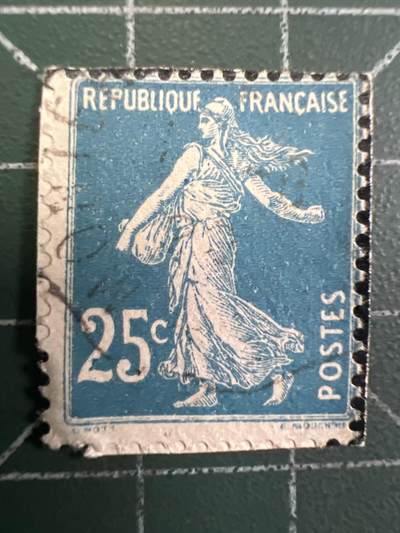 REPUBLIQUE FRANÇAISE
25c
POSTES